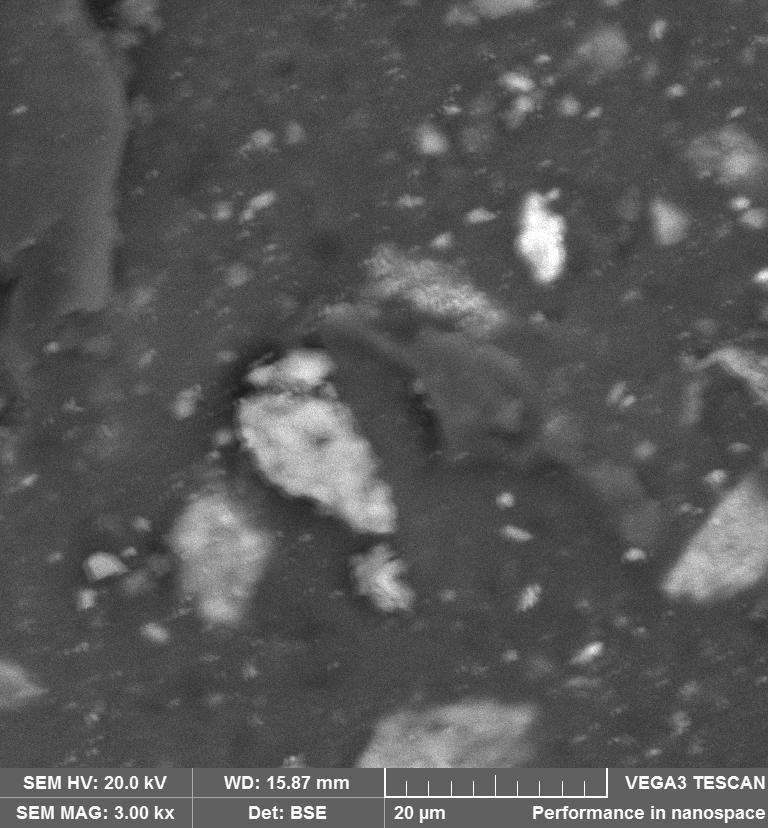 SEM HV: 20.0 kV WD: 15.87 mm VEGA3 TESCAN
SEM MAG: 3.00 kx Det: BSE 20 µm Performance in nanospace